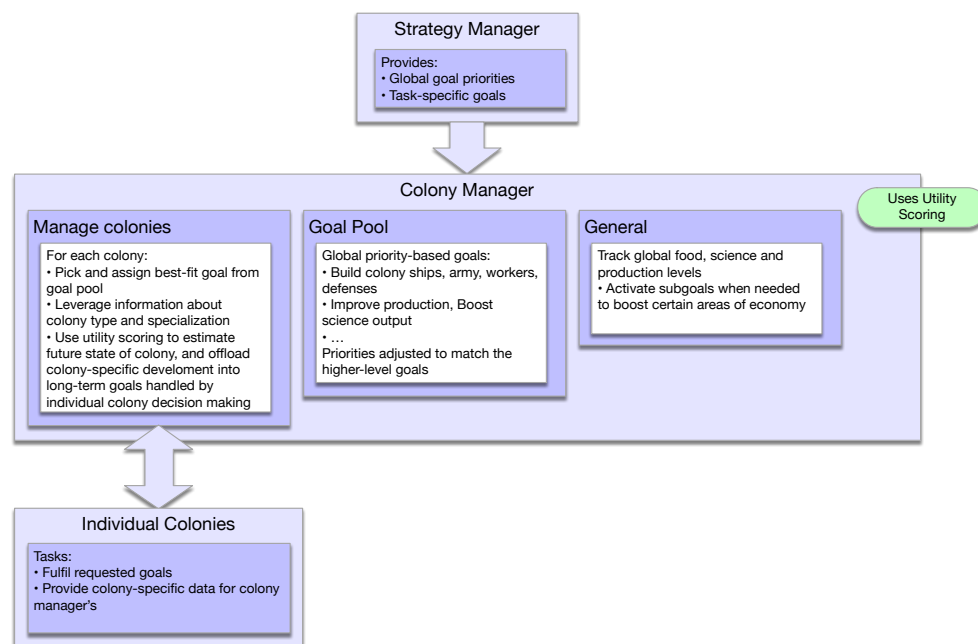 Strategy Manager
Provides:
• Global goal priorities
• Task-specific goals
Colony Manager
Uses Utility
Scoring
Manage colonies
For each colony:
• Pick and assign best-fit goal from
goal pool
• Leverage information about
colony type and specialization
• Use utility scoring to estimate
future state of colony, and offload
colony-specific develoment into
long-term goals handled by
individual colony decision making
Goal Pool
Global priority-based goals:
• Build colony ships, army, workers,
defenses
• Improve production, Boost
science output
• …
Priorities adjusted to match the
higher-level goals
General
Track global food, science and
production levels
• Activate subgoals when needed
to boost certain areas of economy
Individual Colonies
Tasks:
• Fulfil requested goals
• Provide colony-specific data for colony
manager's